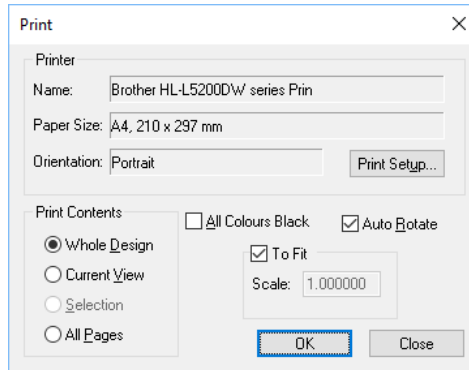 Print
Printer
Name: Brother HL-L5200DW series Prin
Paper Size: A4, 210 x 297 mm
Orientation: Portrait Print Setup...
Print Contents
All Colours Black Auto Rotate
Whole Design
To Fit
Current View
Scale: 1.000000
Selection
All Pages
OK Close